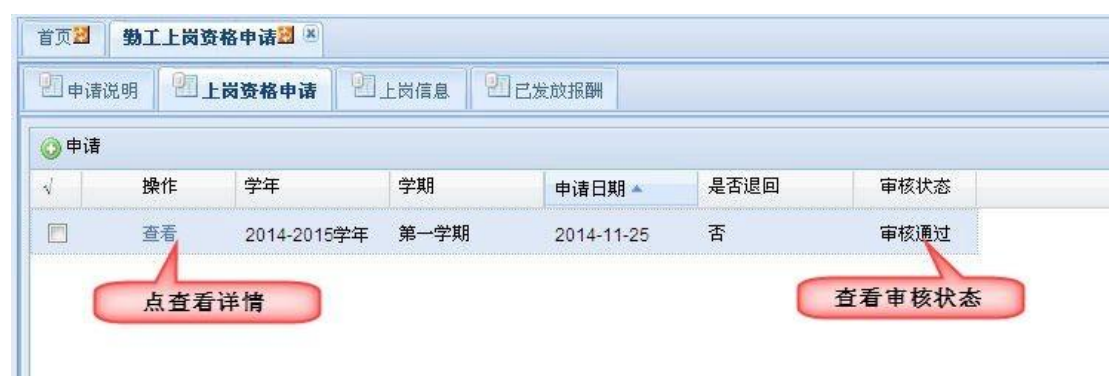 首页 勤工上岗资格申请
申请说明 上岗资格申请 上岗信息 已发放报酬
申请
√ 操作 学年 学期 申请日期 是否退回 审核状态
查看 2014-2015学年 第一学期 2014-11-25 否 审核通过
点查看详情 查看审核状态